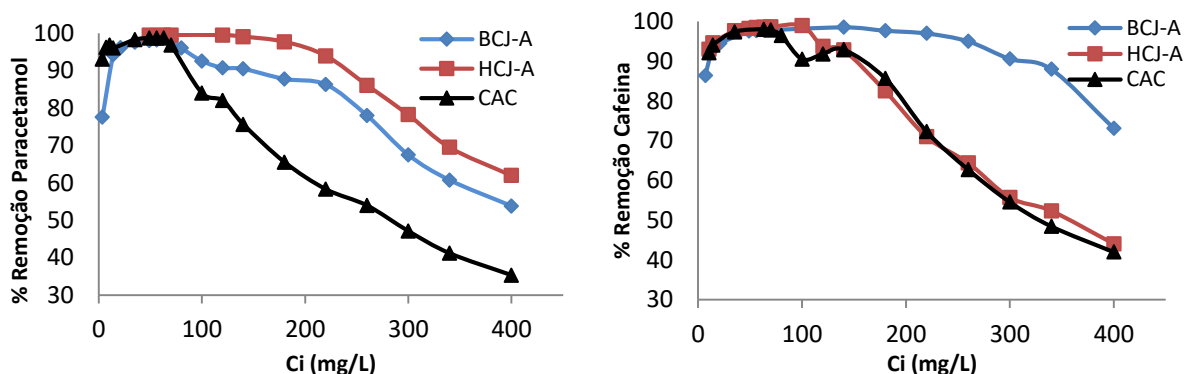 % Remoção Paracetamol
100
90
80
70
60
50
40
30
0
100
200
300
400
Ci (mg/L)
BCJ-A
HCJ-A
CAC
% Remoção Cafeina
100
90
80
70
60
50
40
30
0
100
200
300
400
Ci (mg/L)
BCJ-A
HCJ-A
CAC